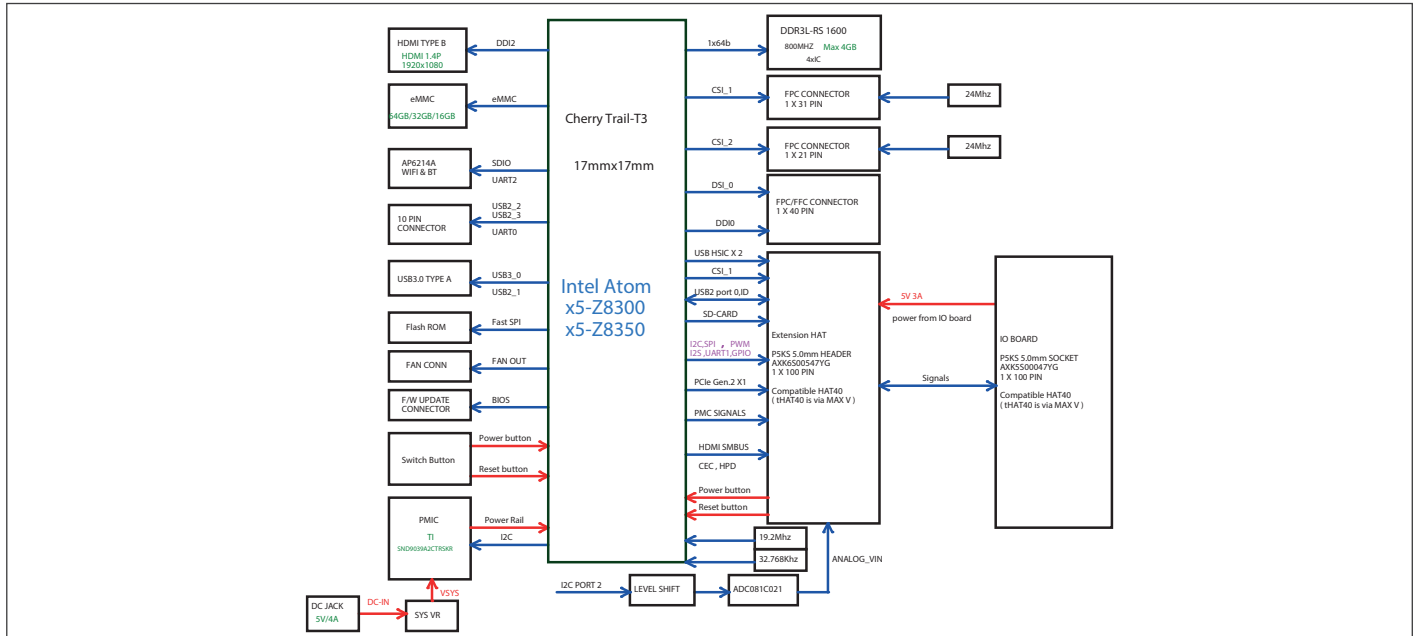 HDMI TYPE B
HDMI 1.4P
1920x1080
DDI2
eMMC
64GB/32GB/16GB
eMMC
AP6214A
WIFI & BT
SDIO
UART2
10 PIN
CONNECTOR
USB2_2
USB2_3
UART0
USB3.0 TYPE A
USB3_0
USB2_1
Flash ROM
Fast SPI
FAN CONN
FAN OUT
F/W UPDATE
CONNECTOR
BIOS
Switch Button
Power button
Reset button
PMIC
TI
SND9039A2CTRSKR
Power Rail
I2C
VSYS
DC JACK
5V/4A
DC-IN
SYS VR
Cherry Trail-T3
17mmx17mm
Intel Atom
x5-Z8300
x5-Z8350
1x64b
DDR3L-RS 1600
800MHZ Max 4GB
4xIC
CSI_1
FPC CONNECTOR
1 X 31 PIN
24Mhz
CSI_2
FPC CONNECTOR
1 X 21 PIN
24Mhz
DSI_0
DDI0
FPC/FFC CONNECTOR
1 X 40 PIN
USB HSIC X 2
CSI_1
USB2 port 0,ID
SD-CARD
I2C,SPI , PWM
I2S ,UART1,GPIO
PCIe Gen.2 X1
PMC SIGNALS
HDMI SMBUS
CEC , HPD
Power button
Reset button
Extension HAT
P5KS 5.0mm HEADER
AXK6S00547YG
1 X 100 PIN
Compatible HAT40
( tHAT40 is via MAX V )
5V 3A
power from IO board
Signals
IO BOARD
P5KS 5.0mm SOCKET
AXK5S00047YG
1 X 100 PIN
Compatible HAT40
( tHAT40 is via MAX V )
19.2Mhz
32.768Khz
I2C PORT 2
LEVEL SHIFT
ADC081C021
ANALOG_VIN